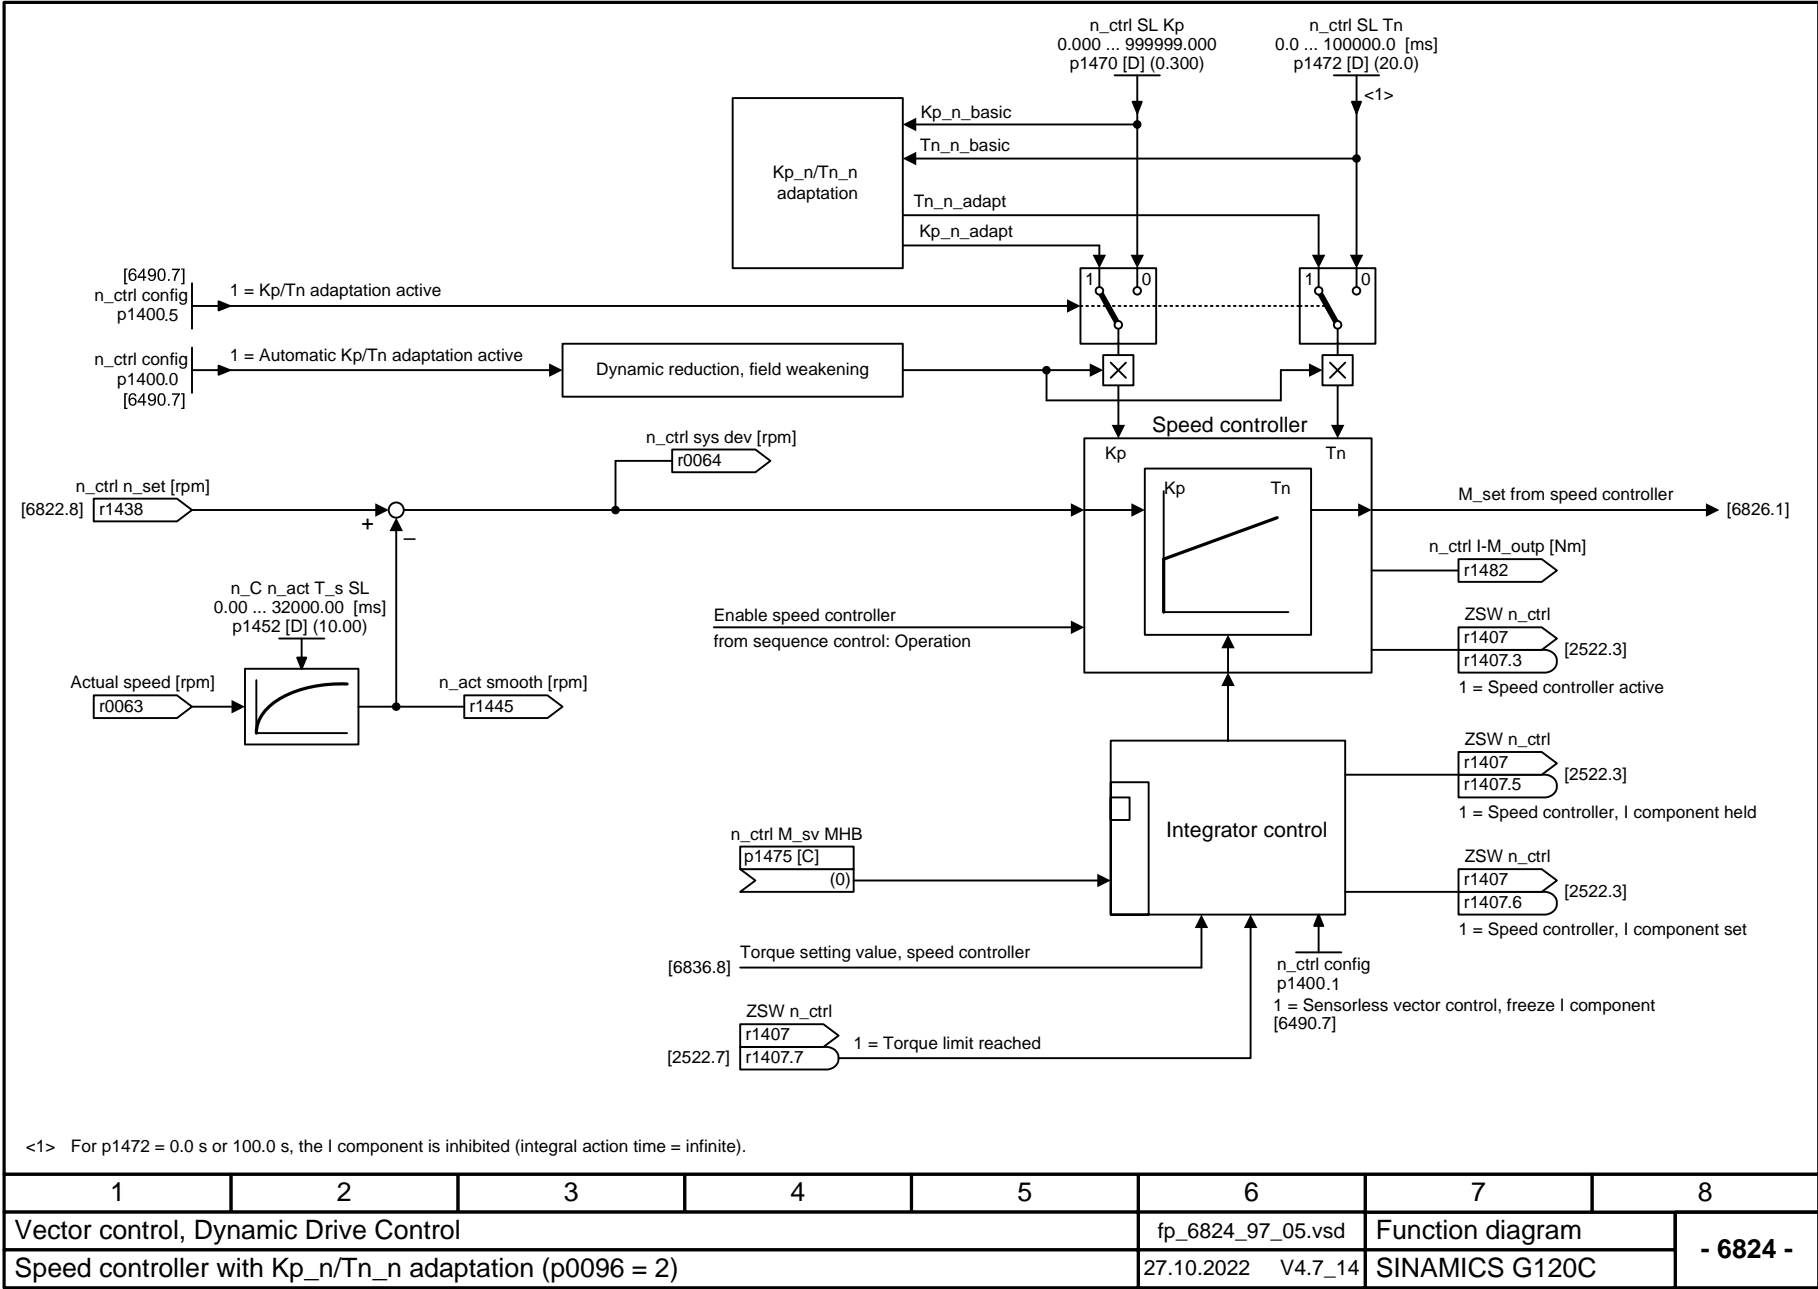 n_ctrl SL Kp
0.000 ... 999999.000
p1470 [D] (0.300)
n_ctrl SL Tn
0.0 ... 100000.0 [ms]
p1472 [D] (20.0)
<1>
Kp_n_basic
Tn_n_basic
Kp_n/Tn_n
adaptation
Tn_n_adapt
Kp_n_adapt
1
0
1
0
[6490.7]
n_ctrl config
p1400.5
1 = Kp/Tn adaptation active
n_ctrl config
p1400.0
[6490.7]
1 = Automatic Kp/Tn adaptation active
Dynamic reduction, field weakening
Speed controller
Kp
Tn
n_ctrl sys dev [rpm]
r0064
n_ctrl n_set [rpm]
[6822.8]
r1438
+
–
Kp
Tn
M_set from speed controller
[6826.1]
n_ctrl I-M_outp [Nm]
r1482
n_C n_act T_s SL
0.00 ... 32000.00 [ms]
p1452 [D] (10.00)
Enable speed controller
from sequence control: Operation
ZSW n_ctrl
r1407
r1407.3
[2522.3]
1 = Speed controller active
Actual speed [rpm]
r0063
n_act smooth [rpm]
r1445
ZSW n_ctrl
r1407
r1407.5
[2522.3]
1 = Speed controller, I component held
Integrator control
n_ctrl M_sv MHB
p1475 [C]
(0)
ZSW n_ctrl
r1407
r1407.6
[2522.3]
1 = Speed controller, I component set
[6836.8]
Torque setting value, speed controller
n_ctrl config
p1400.1
1 = Sensorless vector control, freeze I component
[6490.7]
ZSW n_ctrl
r1407
[2522.7]
r1407.7
1 = Torque limit reached
<1> For p1472 = 0.0 s or 100.0 s, the I component is inhibited (integral action time = infinite).
1 2 3 4 5 6 7 8
Vector control, Dynamic Drive Control
fp_6824_97_05.vsd
Function diagram
- 6824 -
Speed controller with Kp_n/Tn_n adaptation (p0096 = 2)
27.10.2022 V4.7_14
SINAMICS G120C